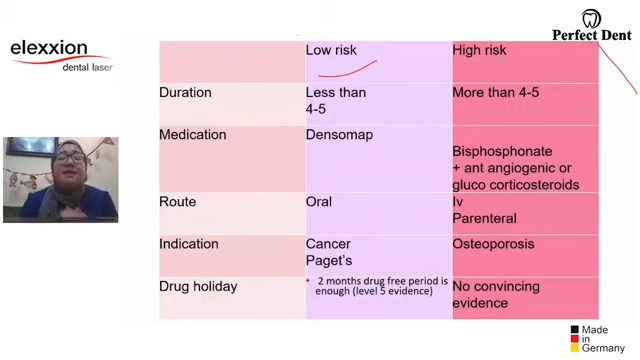 elexxion
dental laser
Perfect Dent
Low risk
High risk
Duration
Less than
4-5
More than 4-5
Medication
Densomap
Bisphosphonate
+ ant angiogenic or
gluco corticosteroids
Route
Oral
Iv
Parenteral
Indication
Cancer
Paget's
Osteoporosis
Drug holiday
• 2 months drug free period is
enough (level 5 evidence)
No convincing
evidence
Made
in
Germany